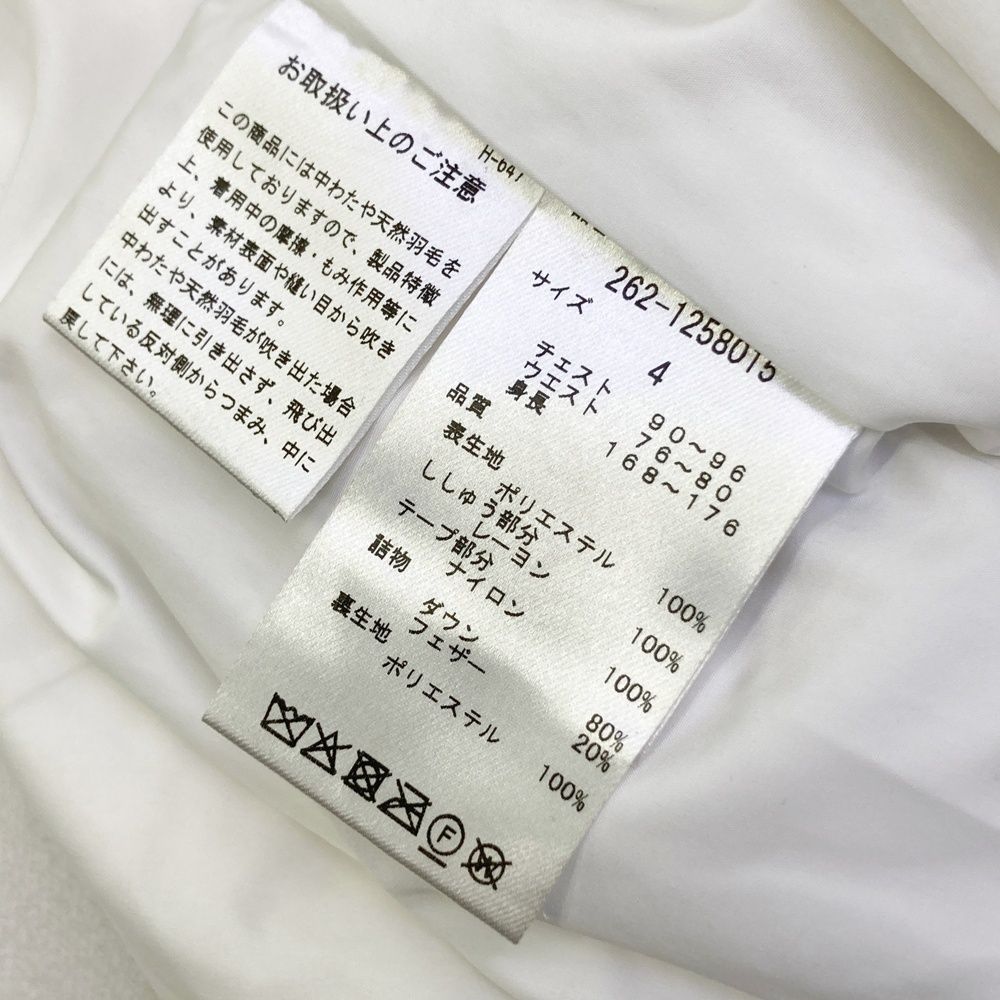 お取扱い上のご注意
この商品には中わたや天然羽毛を
使用しておりますので、製品特徴
上、着用中の摩擦・もみ作用等に
より、素材表面や縫い目から吹き
出すことがあります。
中わたや天然羽毛が吹き出た場合
には、無理に引き出さず、飛び出
している反対側からつまみ、中に
戻して下さい。
H-647
262-1258015
サイズ 4
チェスト 90~96
ウエスト 76~80
身長 168~176
品質
表生地
ポリエステル 100%
ししゅう部分
レーヨン 100%
テープ部分
ナイロン 100%
詰物
ダウン 80%
フェザー 20%
裏生地
ポリエステル 100%
F
W